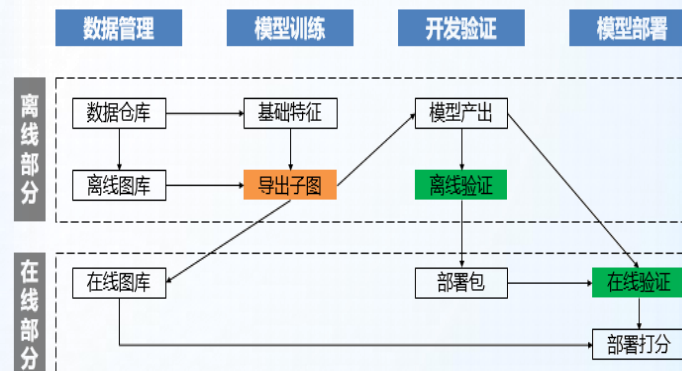 数据管理
模型训练
开发验证
模型部署
离线部分
数据仓库
基础特征
模型产出
离线图库
导出子图
离线验证
在线部分
在线图库
部署包
在线验证
部署打分